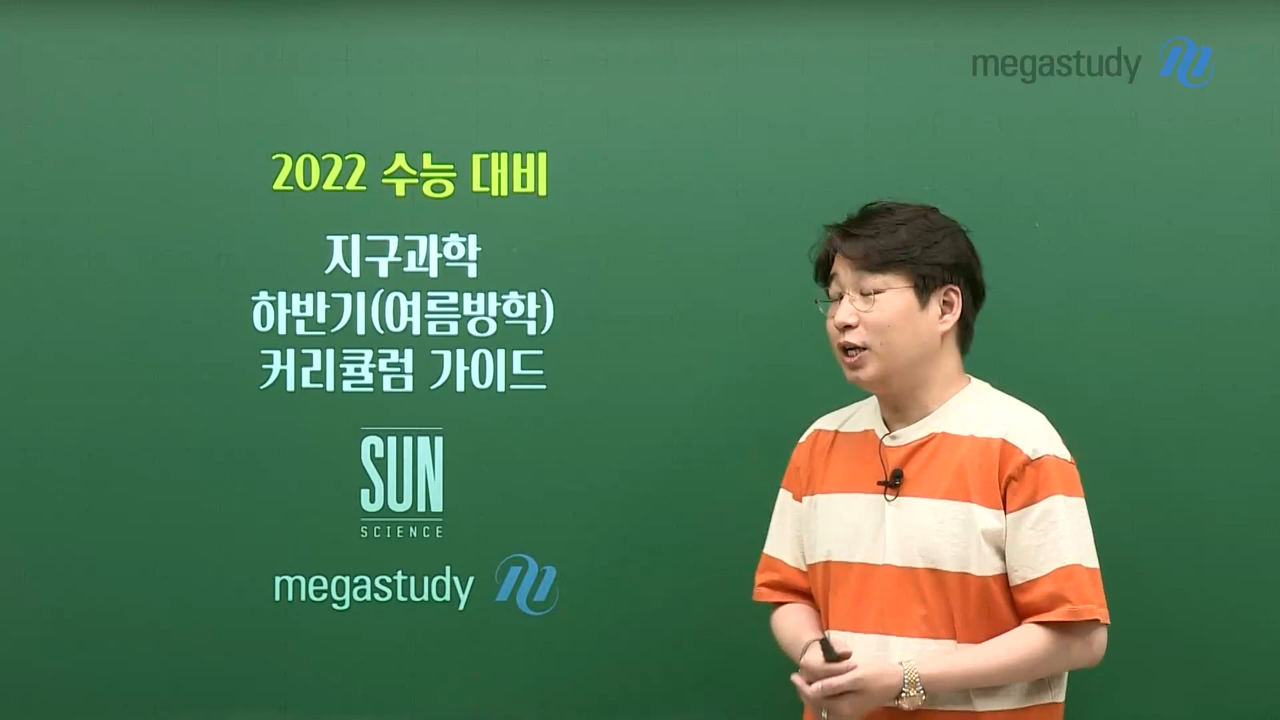 megastudy
2022 수능 대비
지구과학
하반기(여름방학)
커리큘럼 가이드
SUN
SCIENCE
megastudy